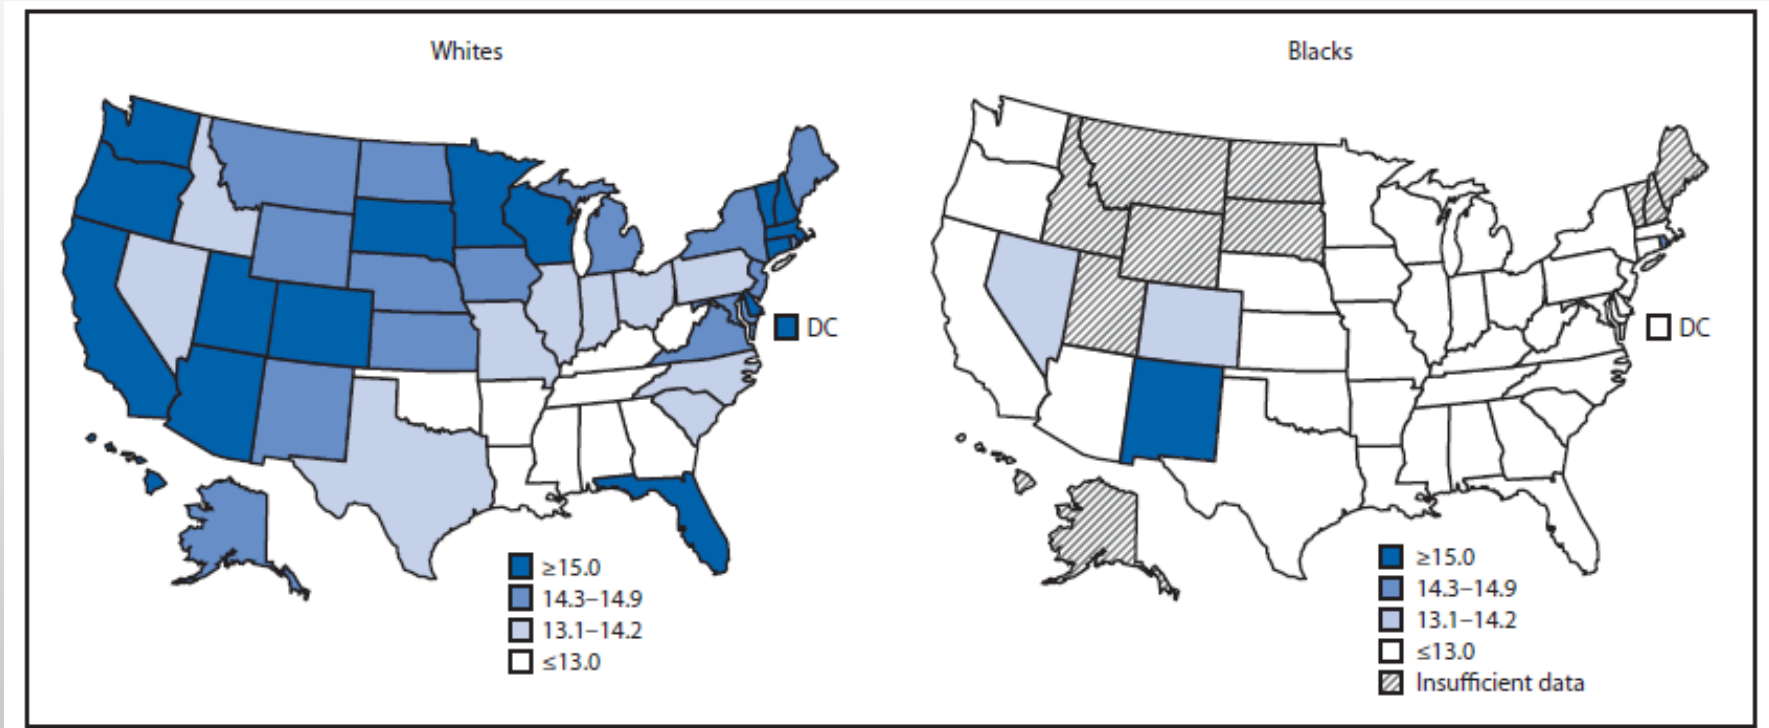 Whites
Blacks
DC
DC
≥15.0
14.3–14.9
13.1–14.2
≤13.0
≥15.0
14.3–14.9
13.1–14.2
≤13.0
Insufficient data